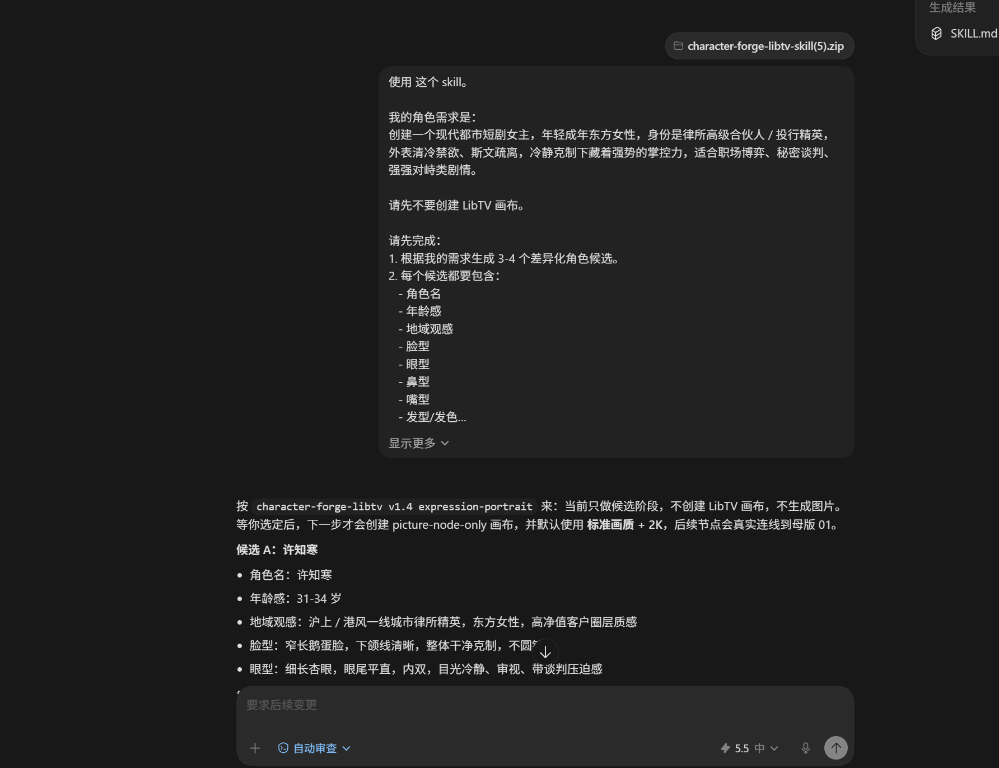 生成结果
SKILL.md
character-forge-libtv-skill(5).zip
使用 这个 skill。
我的角色需求是：
创建一个现代都市短剧女主，年轻成年东方女性，身份是律所高级合伙人 / 投行精英，
外表清冷禁欲、斯文疏离，冷静克制下藏着强势的掌控力，适合职场博弈、秘密谈判、
强强对峙类剧情。
请先不要创建 LibTV 画布。
请先完成：
1. 根据我的需求生成 3-4 个差异化角色候选。
2. 每个候选都要包含：
- 角色名
- 年龄感
- 地域观感
- 脸型
- 眼型
- 鼻型
- 嘴型
- 发型/发色...
显示更多
按 character-forge-libtv v1.4 expression-portrait 来：当前只做候选阶段，不创建 LibTV 画布，不生成图片。
等你选定后，下一步才会创建 picture-node-only 画布，并默认使用 标准画质 + 2K，后续节点会真实连线到母版 01。
候选 A：许知寒
• 角色名：许知寒
• 年龄感：31-34 岁
• 地域观感：沪上 / 港风一线城市律所精英，东方女性，高净值客户圈层质感
• 脸型：窄长鹅蛋脸，下颌线清晰，整体干净克制，不圆
• 眼型：细长杏眼，眼尾平直，内双，目光冷静、审视、带谈判压迫感
要求后续变更
自动审查
5.5 中